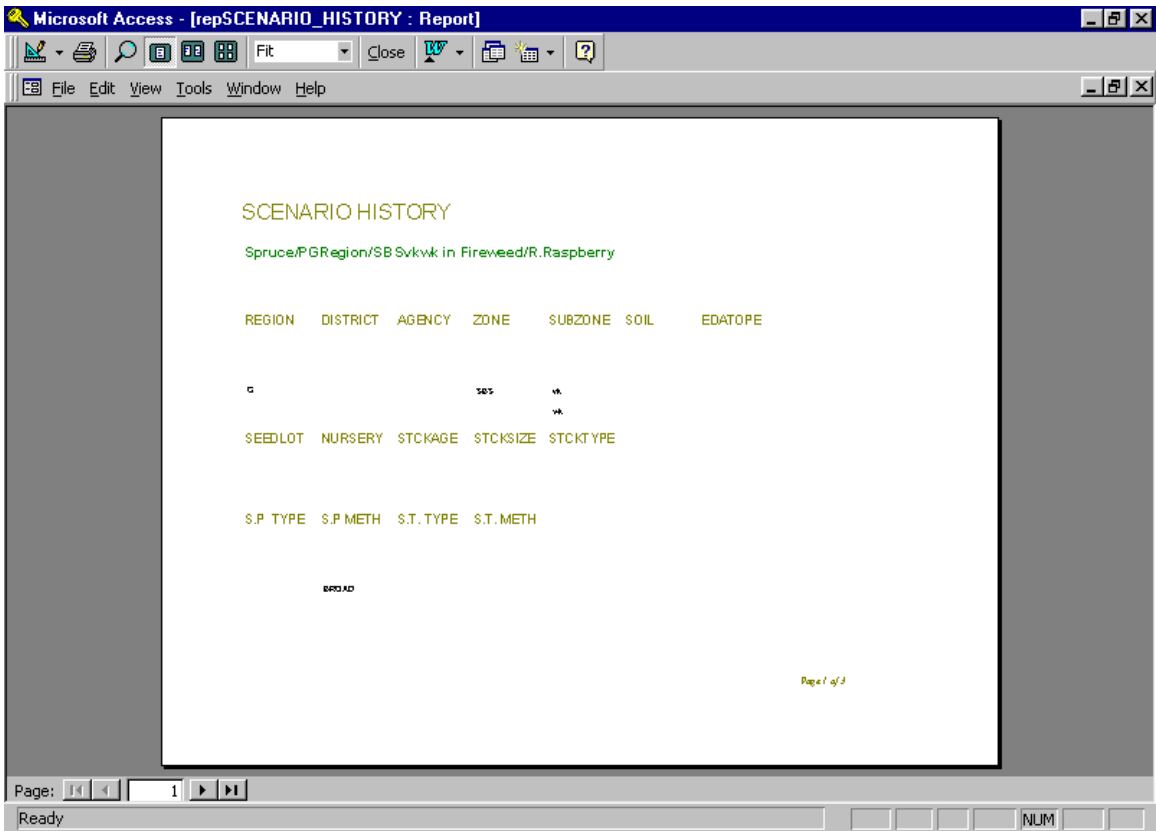 Microsoft Access - [repSCENARIO_HISTORY : Report]
Fit Close
File Edit View Tools Window Help
SCENARIO HISTORY
Spruce/PG Region/SBSvkwk in Fireweed/R.Raspberry
REGION DISTRICT AGENCY ZONE SUBZONE SOIL EDATOPE
G SBS vk
wk
SEEDLOT NURSERY STCKAGE STCKSIZE STCKTYPE
S.P TYPE S.P METH S.T. TYPE S.T. METH
BROAD
Page 1 of 3
Page: 1
Ready NUM